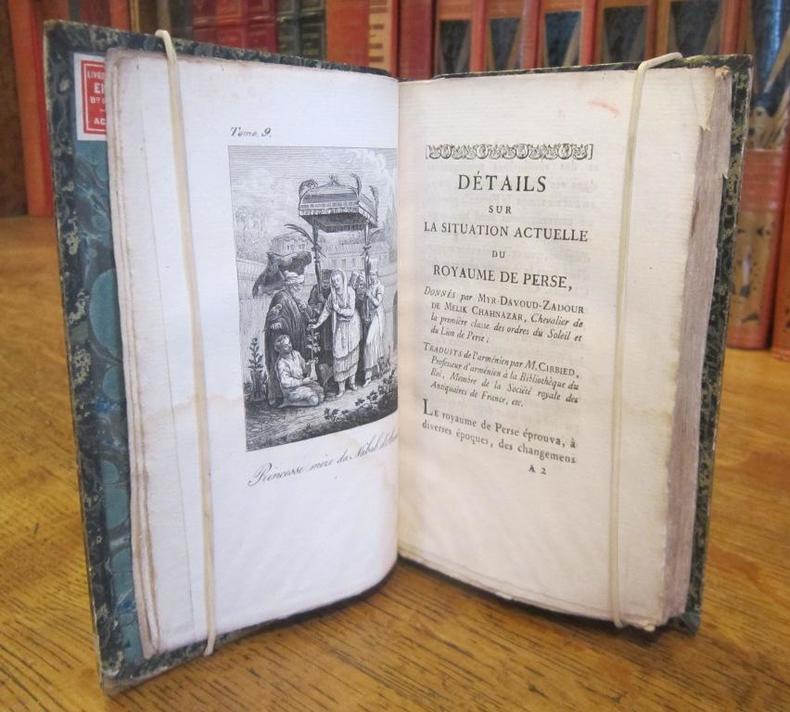 Tome. 9.
Princesse mère du Nabab
DÉTAILS
SUR
LA SITUATION ACTUELLE
DU
ROYAUME DE PERSE,
DONNÉS par MYR-DAVOUD-ZADOUR
DE MELIK CHAHNAZAR, Chevalier de
la première classe des ordres du Soleil et
du Lion de Perse;
TRADUITS de l'arménien par M. CIRBIED,
Professeur d'arménien à la Bibliothèque du
Roi, Membre de la Société royale des
Antiquaires de France, etc.
LE royaume de Perse éprouva, à
diverses époques, des changemens
A 2